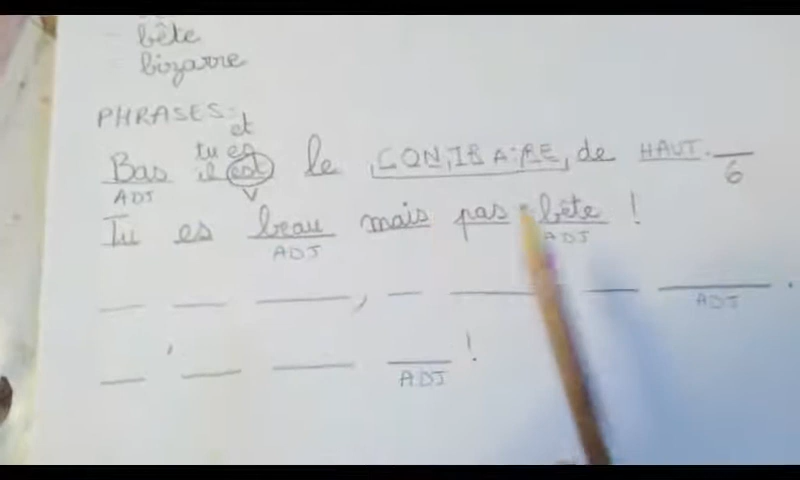 bête
bizarre
PHRASES:
et
tu es
Bas il est le CONTRAIRE, de HAUT.
ADJ V 6
Tu es beau mais pas bête !
ADJ ADJ
, .
ADJ
' !
ADJ